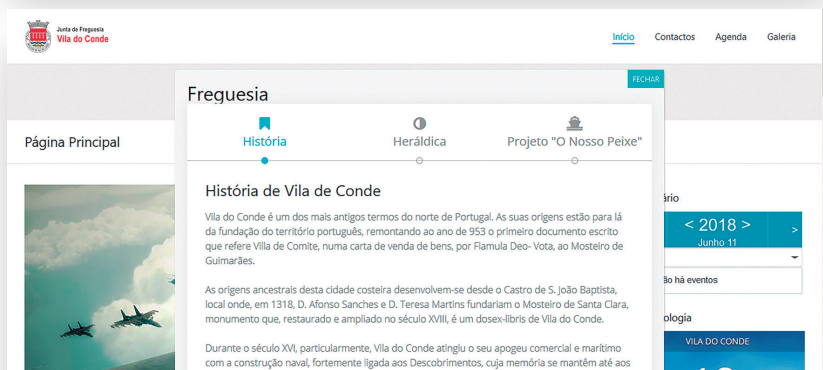 Junta de Freguesia
Vila do Conde
Início Contactos Agenda Galeria
FECHAR
Freguesia
História Heráldica Projeto "O Nosso Peixe"
Página Principal
História de Vila de Conde
Vila do Conde é um dos mais antigos termos do norte de Portugal. As suas origens estão para lá
da fundação do território português, remontando ao ano de 953 o primeiro documento escrito
que refere Villa de Comite, numa carta de venda de bens, por Flamula Deo- Vota, ao Mosteiro de
Guimarães.
As origens ancestrais desta cidade costeira desenvolvem-se desde o Castro de S. João Baptista,
local onde, em 1318, D. Afonso Sanches e D. Teresa Martins fundariam o Mosteiro de Santa Clara,
monumento que, restaurado e ampliado no século XVIII, é um dosex-libris de Vila do Conde.
Durante o século XVI, particularmente, Vila do Conde atingiu o seu apogeu comercial e marítimo
com a construção naval, fortemente ligada aos Descobrimentos, cuja memória se mantêm até aos
ário
< 2018 >
Junho 11
>
ão há eventos
ologia
VILA DO CONDE